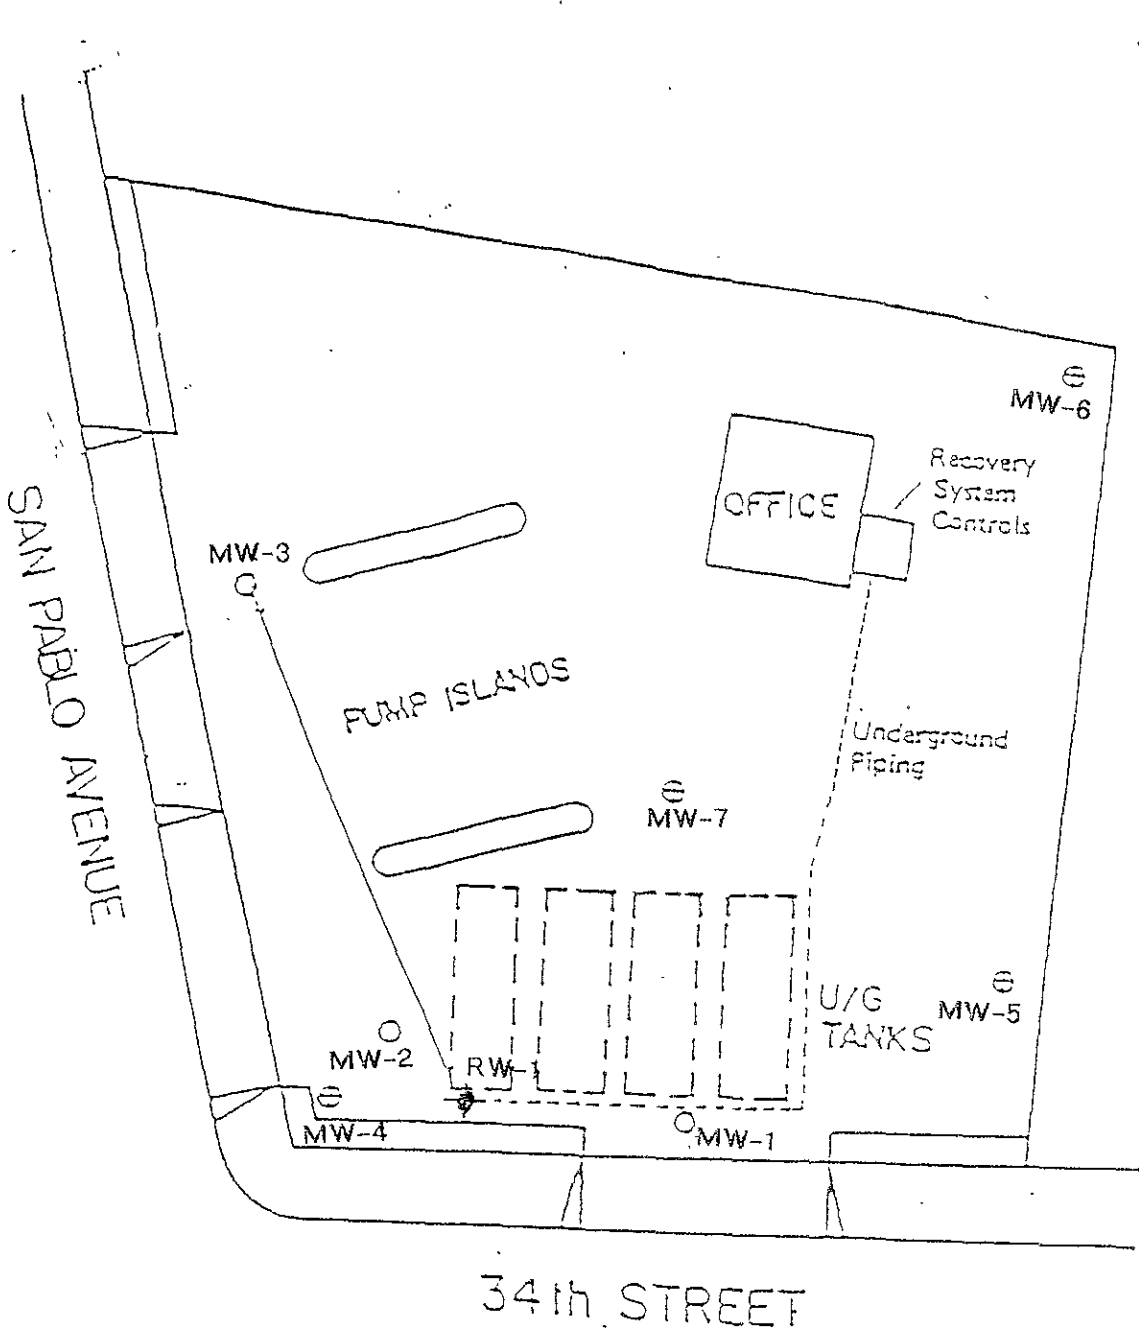 MW-6
Recovery
System
Controls
OFFICE
MW-3
SAN PABLO AVENUE
PUMP ISLANDS
Underground
Piping
MW-7
U/G
TANKS
MW-5
MW-2
RW-1
MW-4
MW-1
34th STREET